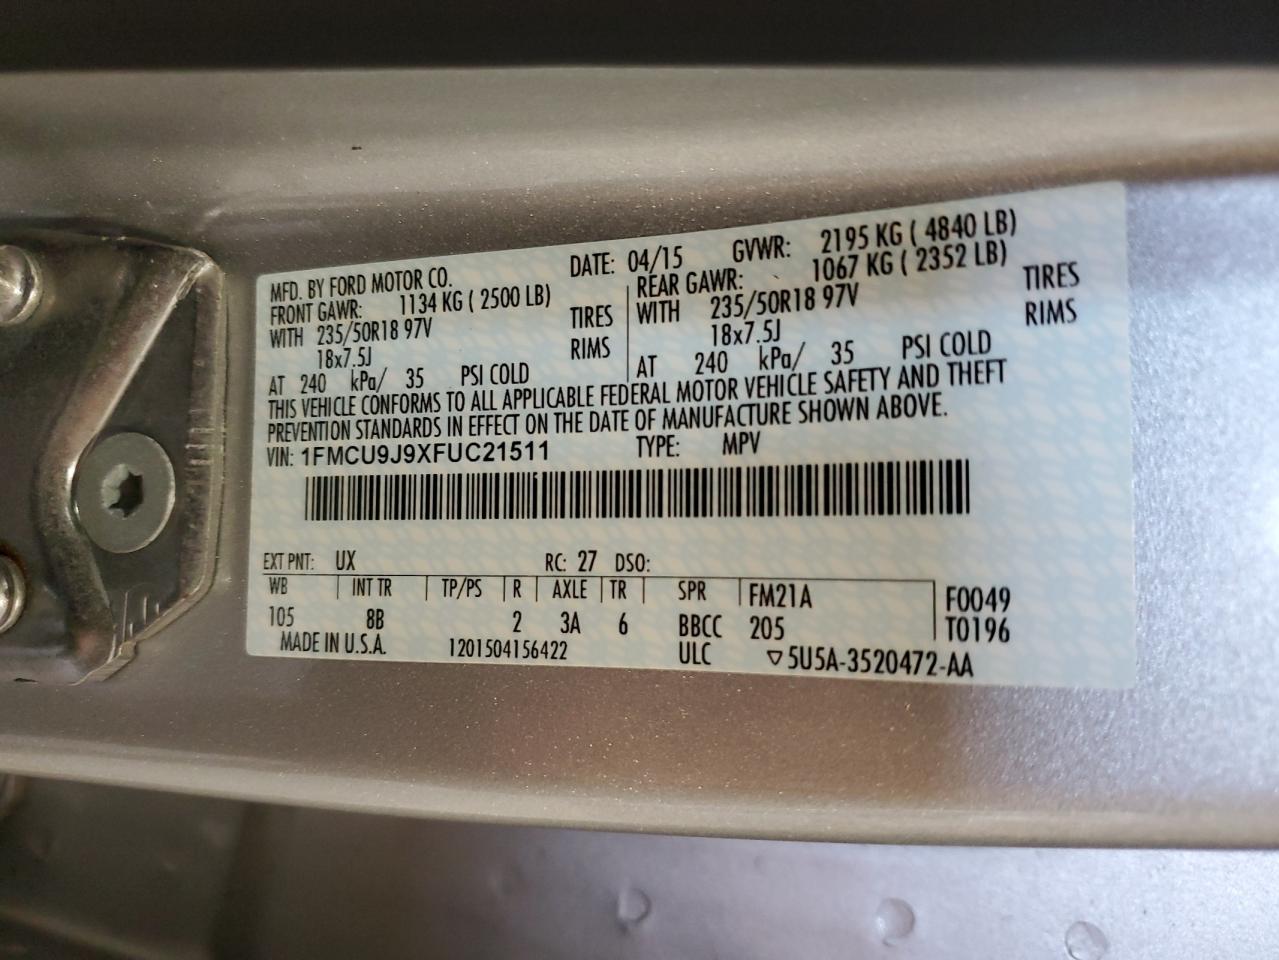 MFD. BY FORD MOTOR CO. DATE: 04/15 GVWR: 2195 KG ( 4840 LB)
FRONT GAWR: 1134 KG ( 2500 LB) REAR GAWR: 1067 KG ( 2352 LB)
WITH 235/50R18 97V TIRES WITH 235/50R18 97V TIRES
18x7.5J RIMS 18x7.5J RIMS
AT 240 kPa/ 35 PSI COLD AT 240 kPa/ 35 PSI COLD
THIS VEHICLE CONFORMS TO ALL APPLICABLE FEDERAL MOTOR VEHICLE SAFETY AND THEFT
PREVENTION STANDARDS IN EFFECT ON THE DATE OF MANUFACTURE SHOWN ABOVE.
VIN: 1FMCU9J9XFUC21511 TYPE: MPV
EXT PNT: UX RC: 27 DSO:
WB INT TR TP/PS R AXLE TR SPR FM21A F0049
105 8B 2 3A 6 BBCC 205 T0196
MADE IN U.S.A. 1201504156422 ULC ▽5U5A-3520472-AA